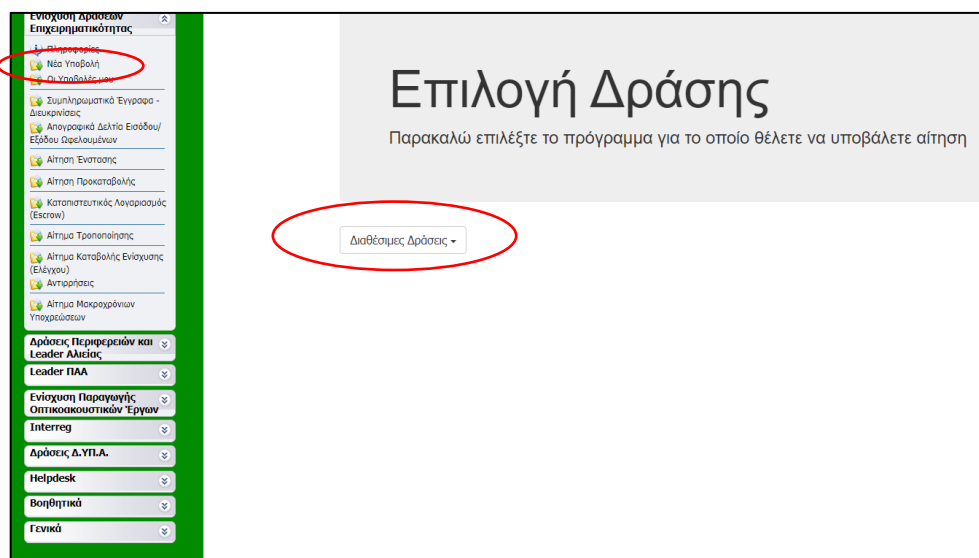 Ενίσχυση Δράσεων
Επιχειρηματικότητας
Πληροφορίες
Νέα Υποβολή
Οι Υποβολές μου
Συμπληρωματικά Έγγραφα -
Διευκρινίσεις
Απογραφικά Δελτία Εισόδου/
Εξόδου Ωφελουμένων
Αίτηση Ένστασης
Αίτηση Προκαταβολής
Καταπιστευτικός Λογαριασμός
(Escrow)
Αίτημα Τροποποίησης
Αίτημα Καταβολής Ενίσχυσης
(Ελέγχου)
Αντιρρήσεις
Αίτημα Μακροχρόνιων
Υποχρεώσεων
Δράσεις Περιφερειών και
Leader Αλιείας
Leader ΠΑΑ
Ενίσχυση Παραγωγής
Οπτικοακουστικών Έργων
Interreg
Δράσεις Δ.ΥΠ.Α.
Helpdesk
Βοηθητικά
Γενικά
Επιλογή Δράσης
Παρακαλώ επιλέξτε το πρόγραμμα για το οποίο θέλετε να υποβάλετε αίτηση
Διαθέσιμες Δράσεις